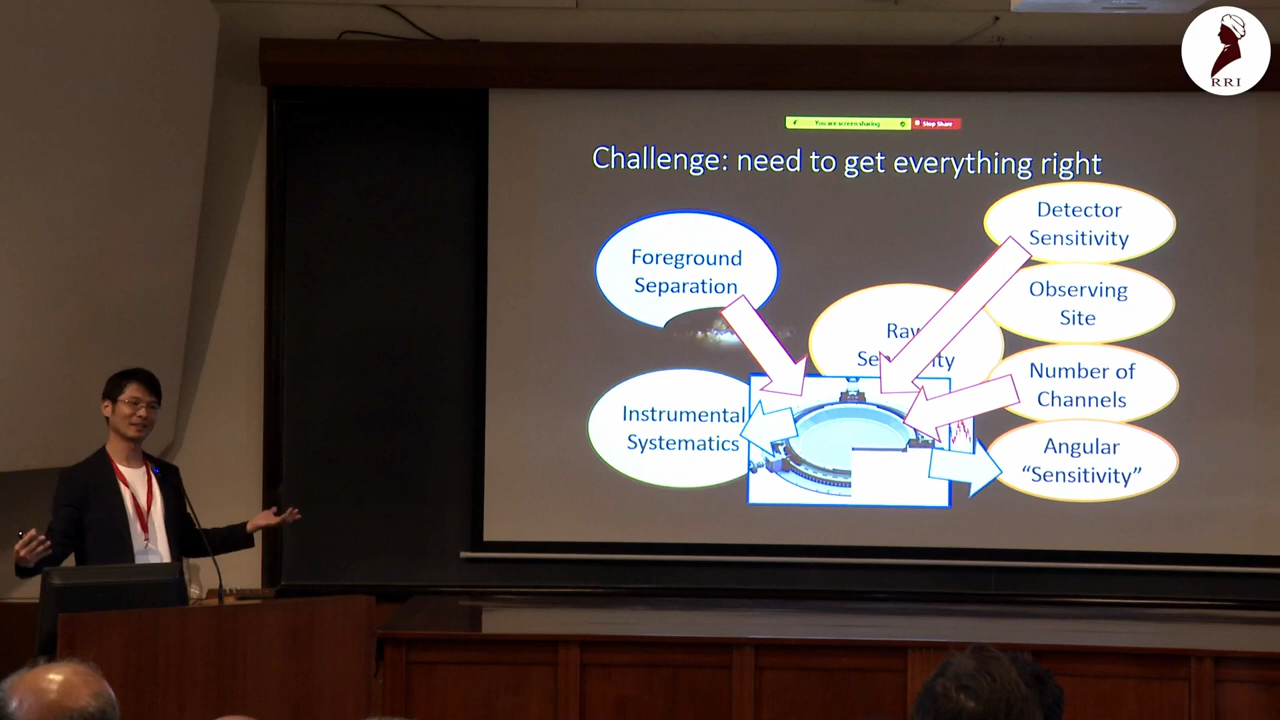 RRI
You are screen sharing
Stop Share
Challenge: need to get everything right
Foreground
Separation
Detector
Sensitivity
Observing
Site
Raw
Number of
Channels
Instrumental
Systematics
Angular
“Sensitivity”